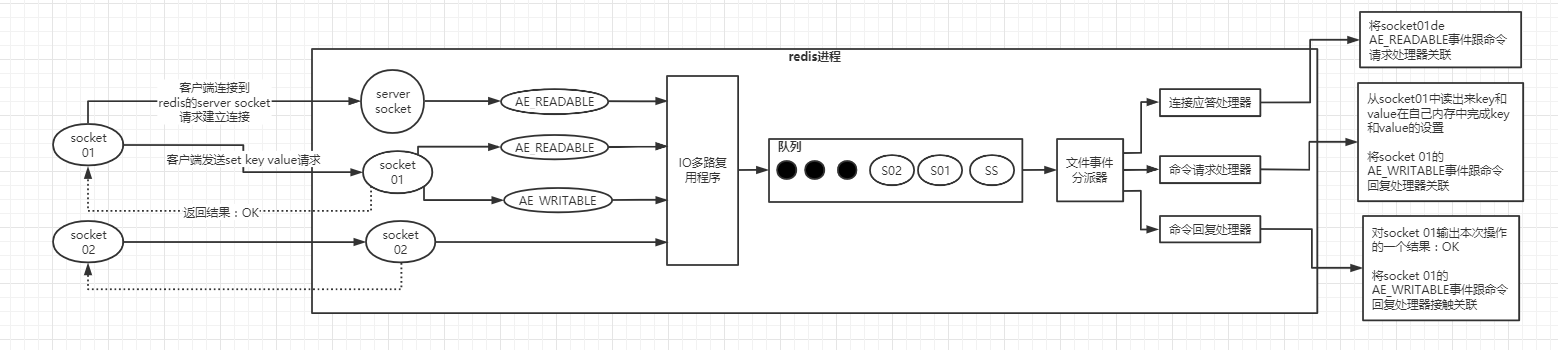 redis进程
客户端连接到
redis的server socket
请求建立连接
socket
01
客户端发送set key value请求
返回结果：OK
socket
02
server
socket
socket
01
socket
02
AE_READABLE
AE_READABLE
AE_WRITABLE
IO多路复
用程序
队列
S02
S01
SS
文件事件
分派器
连接应答处理器
命令请求处理器
命令回复处理器
将socket01de
AE_READABLE事件跟命令
请求处理器关联
从socket01中读出来key和
value在自己内存中完成key
和value的设置
将socket 01的
AE_WRITABLE事件跟命令
回复处理器关联
对socket 01输出本次操作
的一个结果：OK
将socket 01的
AE_WRITABLE事件跟命令
回复处理器接触关联